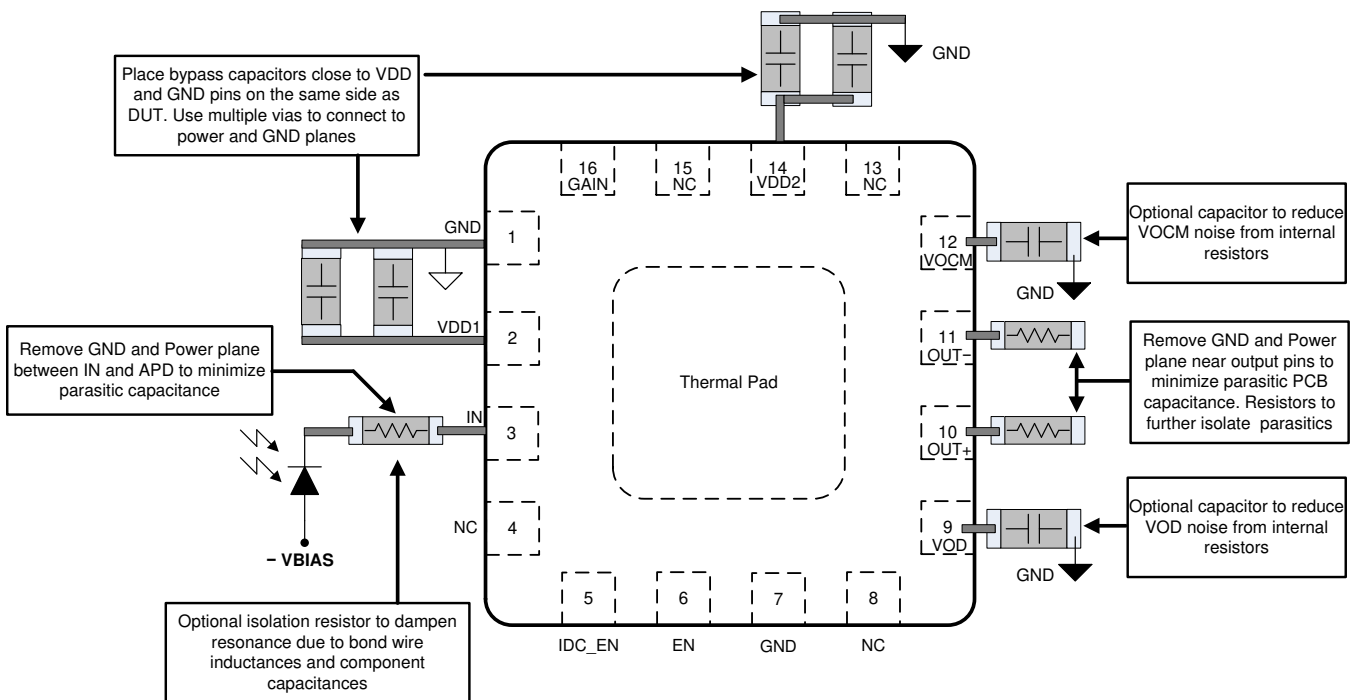 GND
Place bypass capacitors close to VDD
and GND pins on the same side as
DUT. Use multiple vias to connect to
power and GND planes
16
GAIN
15
NC
14
VDD2
13
NC
GND
1
12
VOCM
Optional capacitor to reduce
VOCM noise from internal
resistors
GND
VDD1
2
11
OUT−
Remove GND and Power plane
between IN and APD to minimize
parasitic capacitance
Thermal Pad
Remove GND and Power
plane near output pins to
minimize parasitic PCB
capacitance. Resistors to
further isolate parasitics
IN
3
10
OUT+
NC
4
9
VOD
Optional capacitor to reduce
VOD noise from internal
resistors
GND
− VBIAS
5
6
7
8
IDC_EN
EN
GND
NC
Optional isolation resistor to dampen
resonance due to bond wire
inductances and component
capacitances